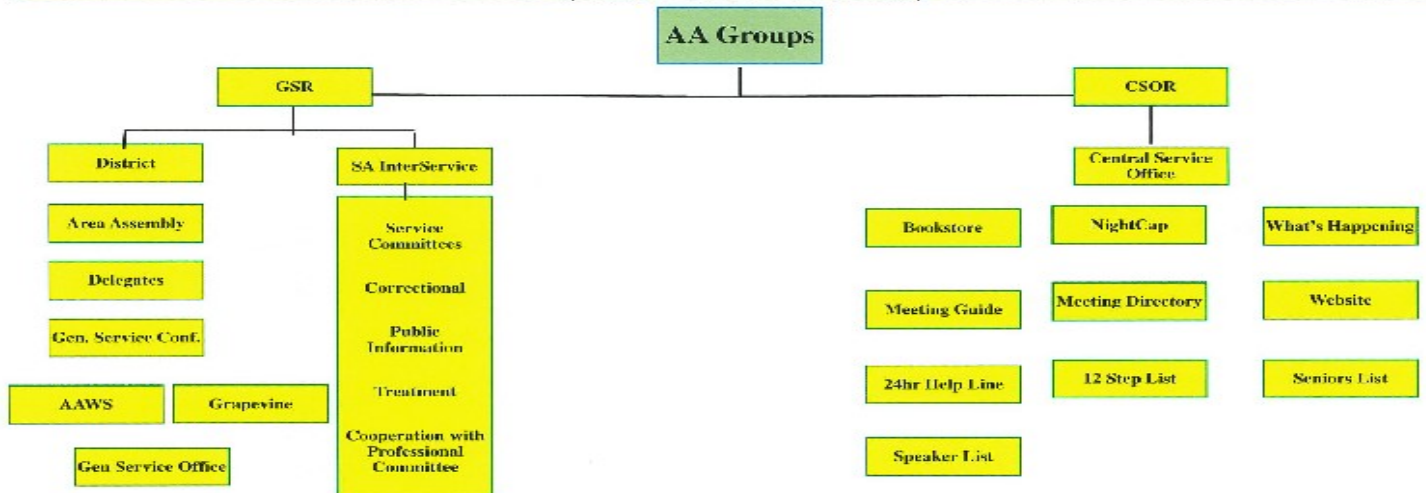 AA Groups
GSR
CSOR
District
SA InterService
Central Service
Office
Area Assembly
Delegates
Gen. Service Conf.
AAWS
Grapevine
Gen Service Office
Service
Committees
Correctional
Public
Information
Treatment
Cooperation with
Professional
Committee
Bookstore
NightCap
What's Happening
Meeting Guide
Meeting Directory
Website
24hr Help Line
12 Step List
Seniors List
Speaker List